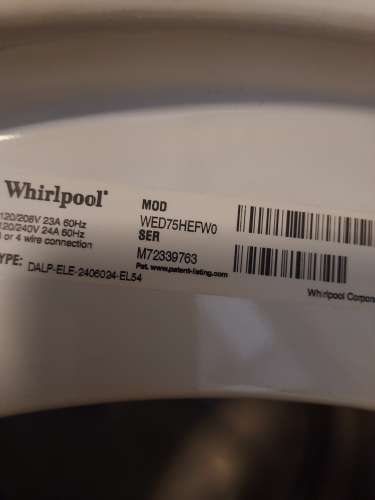 Whirlpool
120/208V 23A 60Hz
120/240V 24A 60Hz
or 4 wire connection
MOD
WED75HEFW0
SER
M72339763
Pat. www.patent-listing.com
YPE: DALP-ELE-2406024-EL54
Whirlpool Corpora